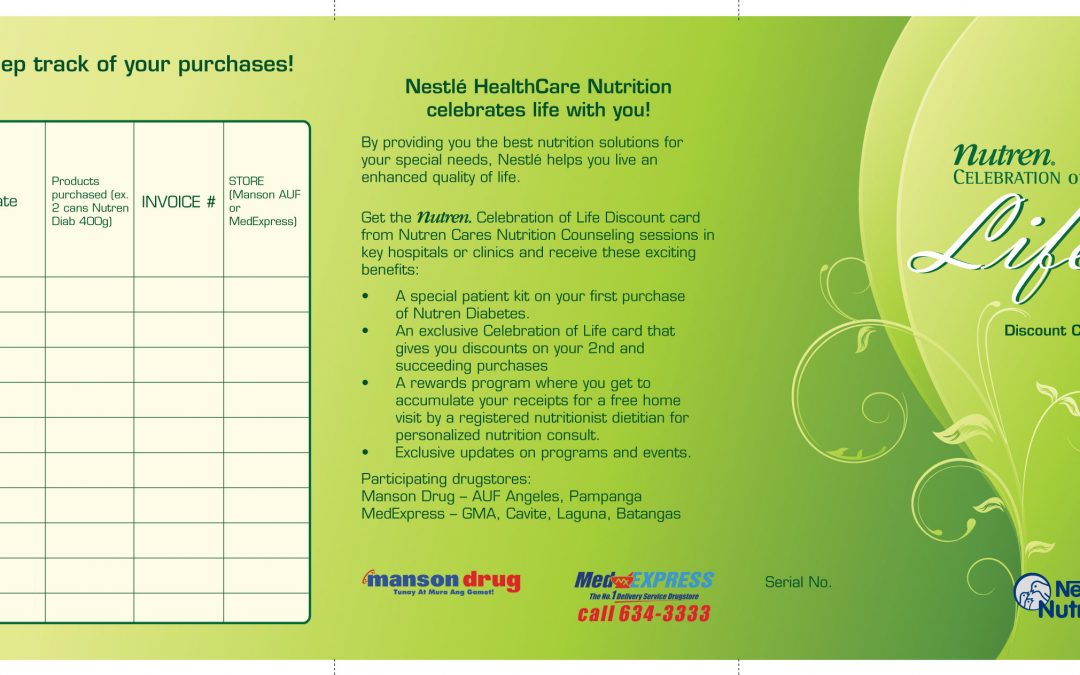 ep track of your purchases!
ate
Products
purchased (ex.
2 cans Nutren
Diab 400g)
INVOICE #
STORE
(Manson AUF
or
MedExpress)
Nestlé HealthCare Nutrition
celebrates life with you!
By providing you the best nutrition solutions for
your special needs, Nestlé helps you live an
enhanced quality of life.
Get the Nutren. Celebration of Life Discount card
from Nutren Cares Nutrition Counseling sessions in
key hospitals or clinics and receive these exciting
benefits:
• A special patient kit on your first purchase
of Nutren Diabetes.
• An exclusive Celebration of Life card that
gives you discounts on your 2nd and
succeeding purchases
• A rewards program where you get to
accumulate your receipts for a free home
visit by a registered nutritionist dietitian for
personalized nutrition consult.
• Exclusive updates on programs and events.
Participating drugstores:
Manson Drug – AUF Angeles, Pampanga
MedExpress – GMA, Cavite, Laguna, Batangas
manson drug
Tunay At Mura Ang Gamot!
Med EXPRESS
The No.1 Delivery Service Drugstore
call 634-3333
Nutren®
CELEBRATION OF
Life
Discount C
Serial No.
Ne
Nutr